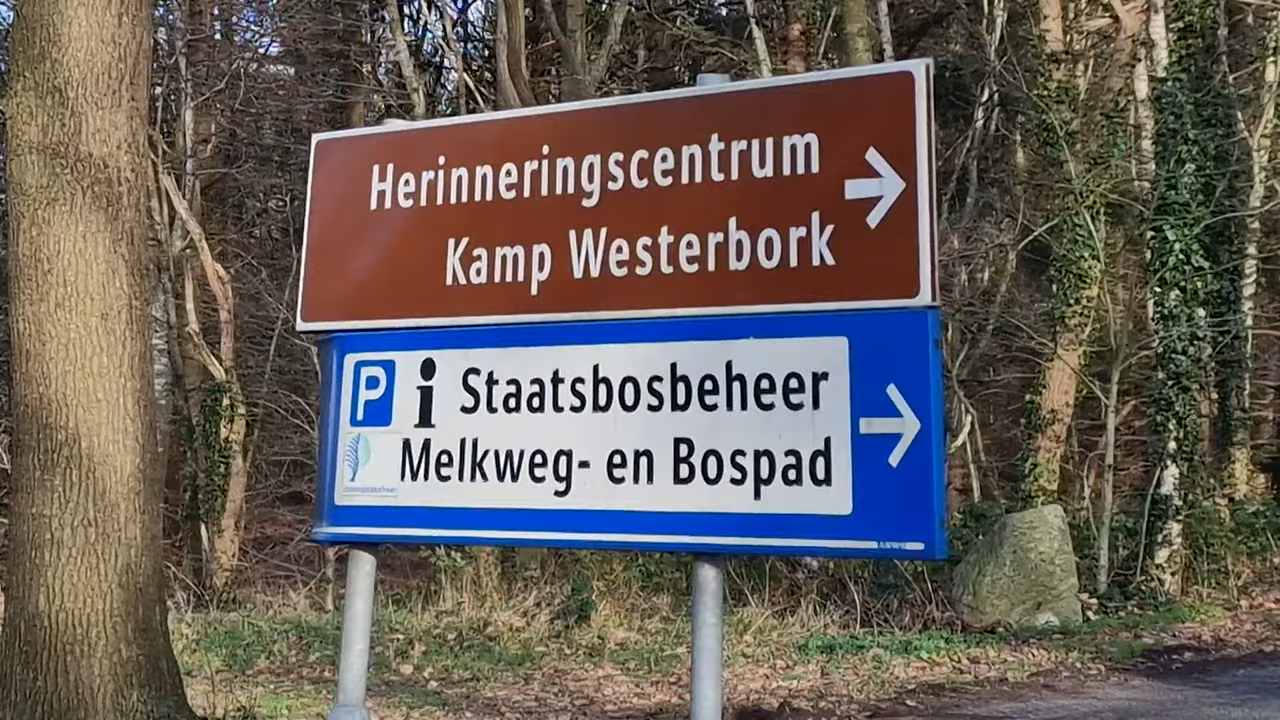 Herinneringscentrum
Kamp Westerbork
P i Staatsbosbeheer
Melkweg- en Bospad